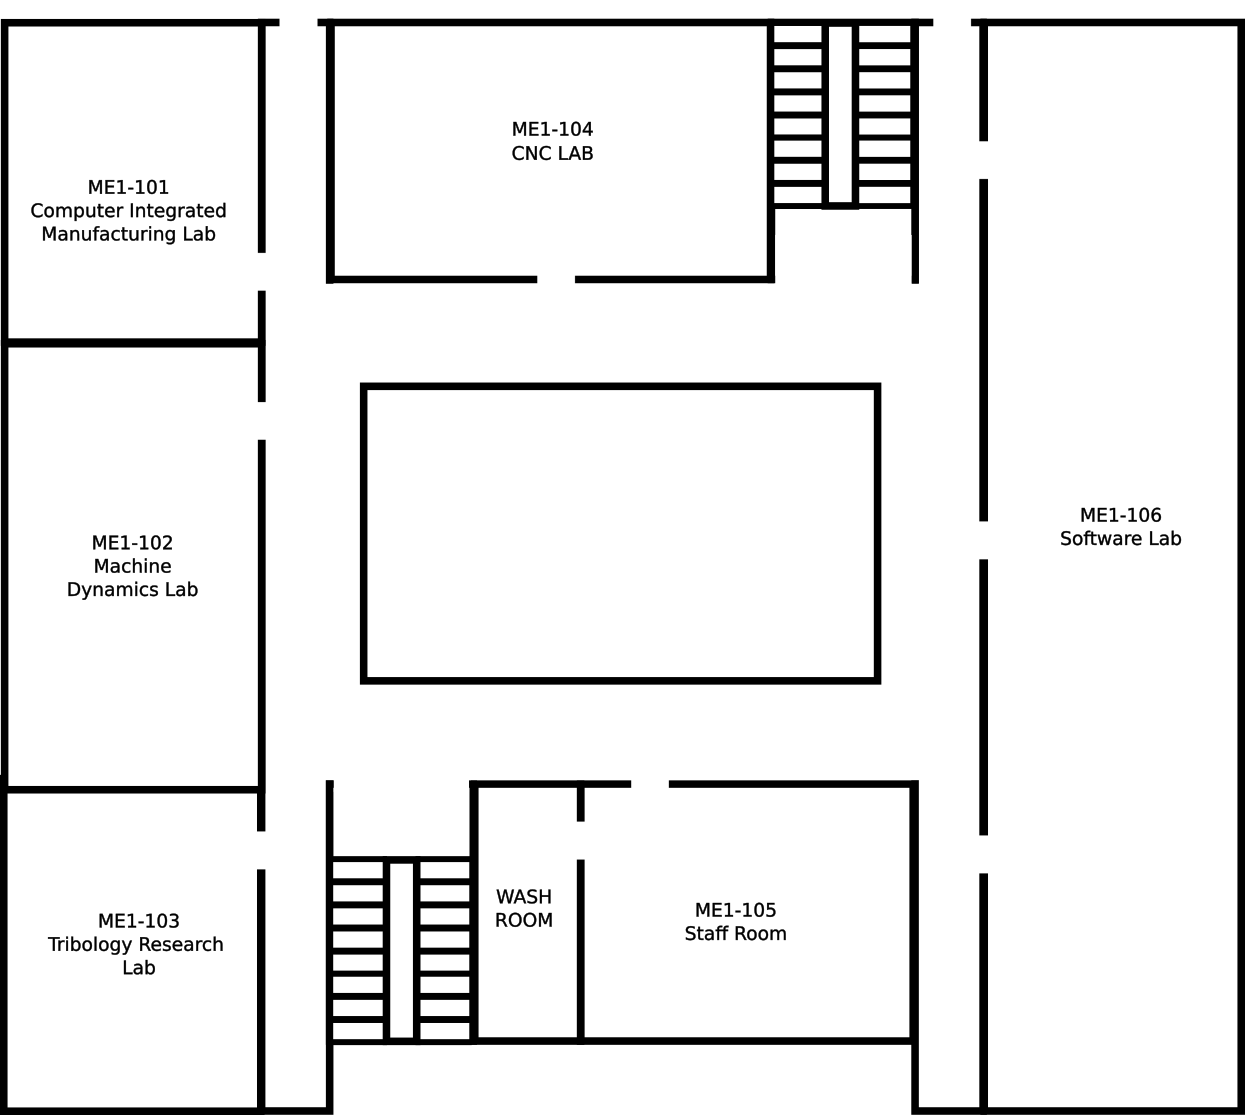 ME1-101
Computer Integrated
Manufacturing Lab
ME1-104
CNC LAB
ME1-102
Machine
Dynamics Lab
ME1-106
Software Lab
ME1-103
Tribology Research
Lab
WASH
ROOM
ME1-105
Staff Room